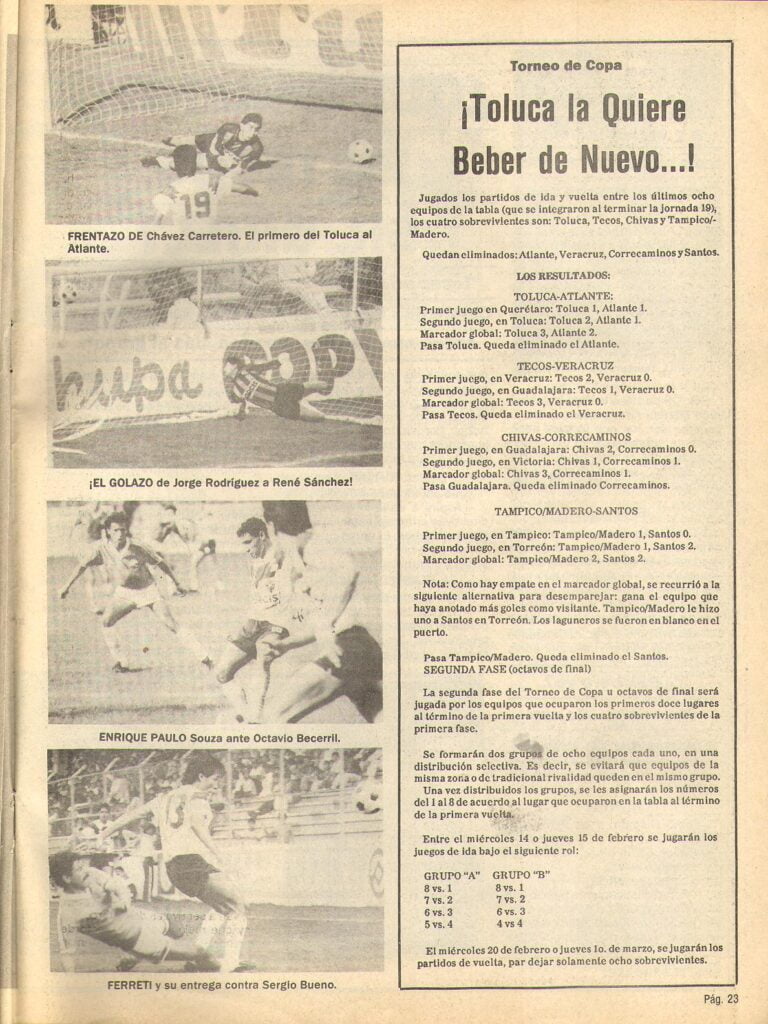 FRENTAZO DE Chávez Carretero. El primero del Toluca al
Atlante.
chupa
19
¡EL GOLAZO de Jorge Rodríguez a René Sánchez!
ENRIQUE PAULO Souza ante Octavio Becerril.
FERRETI y su entrega contra Sergio Bueno.
Torneo de Copa
¡Toluca la Quiere
Beber de Nuevo...!
Jugados los partidos de ida y vuelta entre los últimos ocho
equipos de la tabla (que se integraron al terminar la jornada 19),
los cuatro sobrevivientes son: Toluca, Tecos, Chivas y Tampico/-
Madero.
Quedan eliminados: Atlante, Veracruz, Correcaminos y Santos.
LOS RESULTADOS:
TOLUCA-ATLANTE:
Primer juego en Querétaro: Toluca 1, Atlante 1.
Segundo juego, en Toluca: Toluca 2, Atlante 1.
Marcador global: Toluca 3, Atlante 2.
Pasa Toluca. Queda eliminado el Atlante.
TECOS-VERACRUZ
Primer juego, en Veracruz: Tecos 2, Veracruz 0.
Segundo juego, en Guadalajara: Tecos 1, Veracruz 0.
Marcador global: Tecos 3, Veracruz 0.
Pasa Tecos. Queda eliminado el Veracruz.
CHIVAS-CORRECAMINOS
Primer juego, en Guadalajara: Chivas 2, Correcaminos 0.
Segundo juego, en Victoria: Chivas 1, Correcaminos 1.
Marcador global: Chivas 3, Correcaminos 1.
Pasa Guadalajara. Queda eliminado Correcaminos.
TAMPICO/MADERO-SANTOS
Primer juego, en Tampico: Tampico/Madero 1, Santos 0.
Segundo juego, en Torreón: Tampico/Madero 1, Santos 2.
Marcador global: Tampico/Madero 2, Santos 2.
Nota: Como hay empate en el marcador global, se recurrió a la
siguiente alternativa para desemparejar: gana el equipo que
haya anotado más goles como visitante. Tampico/Madero le hizo
uno a Santos en Torreón. Los laguneros se fueron en blanco en el
puerto.
Pasa Tampico/Madero. Queda eliminado el Santos.
SEGUNDA FASE (octavos de final)
La segunda fase del Torneo de Copa u octavos de final será
jugada por los equipos que ocuparon los primeros doce lugares
al término de la primera vuelta y los cuatro sobrevivientes de la
primera fase.
Se formarán dos grupos de ocho equipos cada uno, en una
distribución selectiva. Es decir, se evitará que equipos de la
misma zona o de tradicional rivalidad queden en el mismo grupo.
Una vez distribuidos los grupos, se les asignarán los números
del 1 al 8 de acuerdo al lugar que ocuparon en la tabla al término
de la primera vuelta.
Entre el miércoles 14 o jueves 15 de febrero se jugarán los
juegos de ida bajo el siguiente rol:
GRUPO “A” GRUPO “B”
8 vs. 1 8 vs. 1
7 vs. 2 7 vs. 2
6 vs. 3 6 vs. 3
5 vs. 4 4 vs 4
El miércoles 20 de febrero o jueves 1o. de marzo, se jugarán los
partidos de vuelta, par dejar solamente ocho sobrevivientes.
Pág. 23